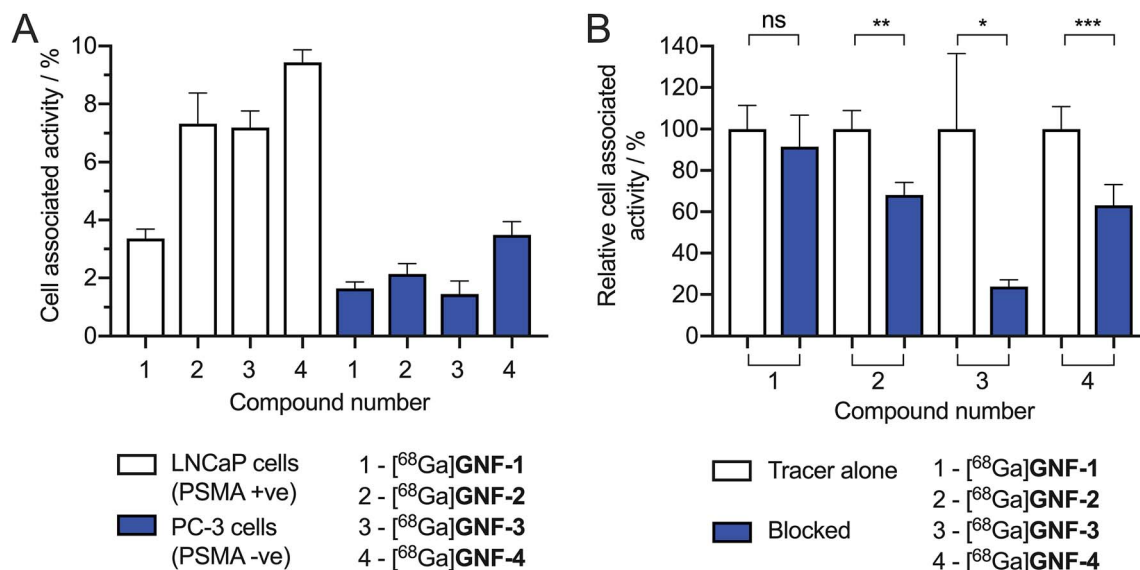 A
Cell associated activity / %
10
8
6
4
2
0
1 2 3 4 1 2 3 4
Compound number
LNCaP cells
(PSMA +ve)
PC-3 cells
(PSMA -ve)
1 - [⁶⁸Ga]GNF-1
2 - [⁶⁸Ga]GNF-2
3 - [⁶⁸Ga]GNF-3
4 - [⁶⁸Ga]GNF-4
B
Relative cell associated
activity / %
140
120
100
80
60
40
20
0
ns ** * ***
1 2 3 4
Compound number
Tracer alone
Blocked
1 - [⁶⁸Ga]GNF-1
2 - [⁶⁸Ga]GNF-2
3 - [⁶⁸Ga]GNF-3
4 - [⁶⁸Ga]GNF-4